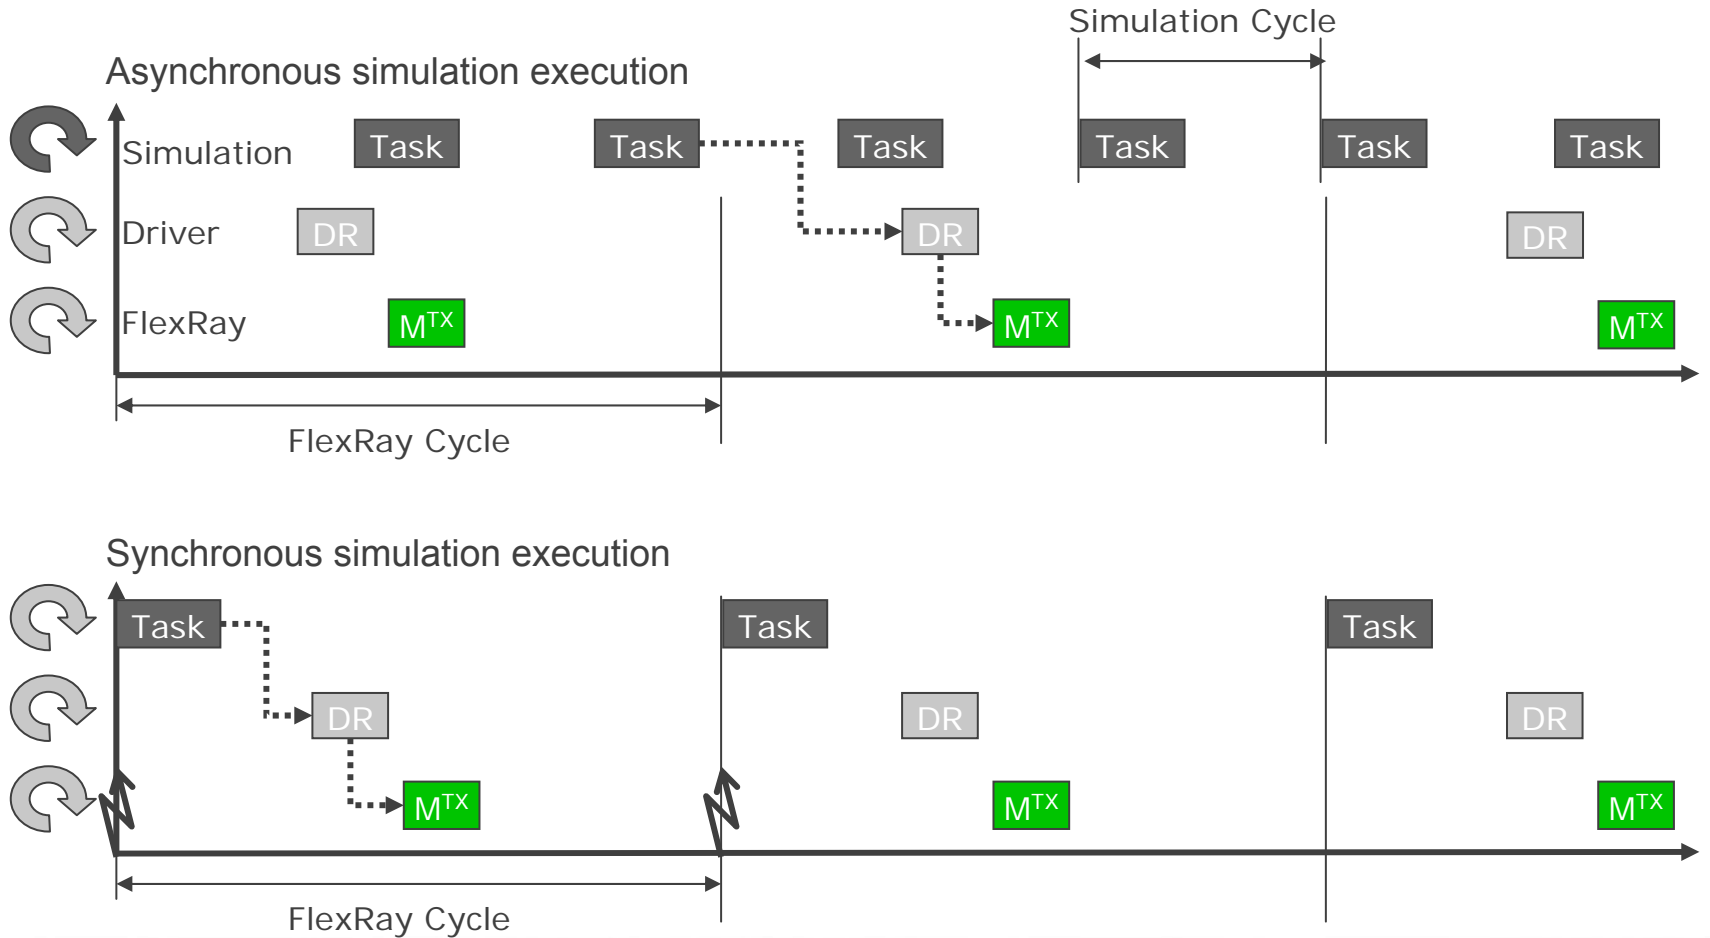 Simulation Cycle
Asynchronous simulation execution
Simulation Task Task Task Task Task Task
Driver DR DR DR
FlexRay MTX MTX MTX
FlexRay Cycle
Synchronous simulation execution
Task Task Task
DR DR DR
MTX MTX MTX
FlexRay Cycle